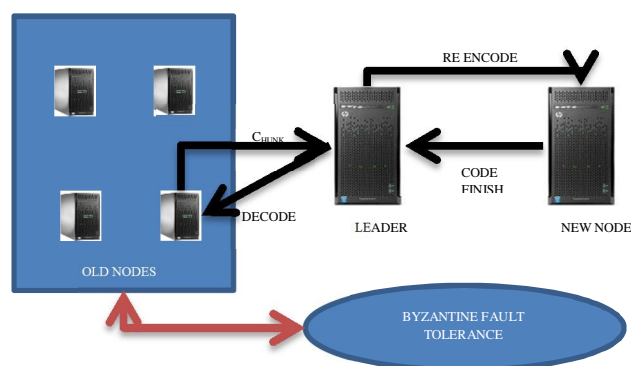 RE ENCODE
CHUNK
CODE
FINISH
DECODE
LEADER
NEW NODE
OLD NODES
BYZANTINE FAULT
TOLERANCE